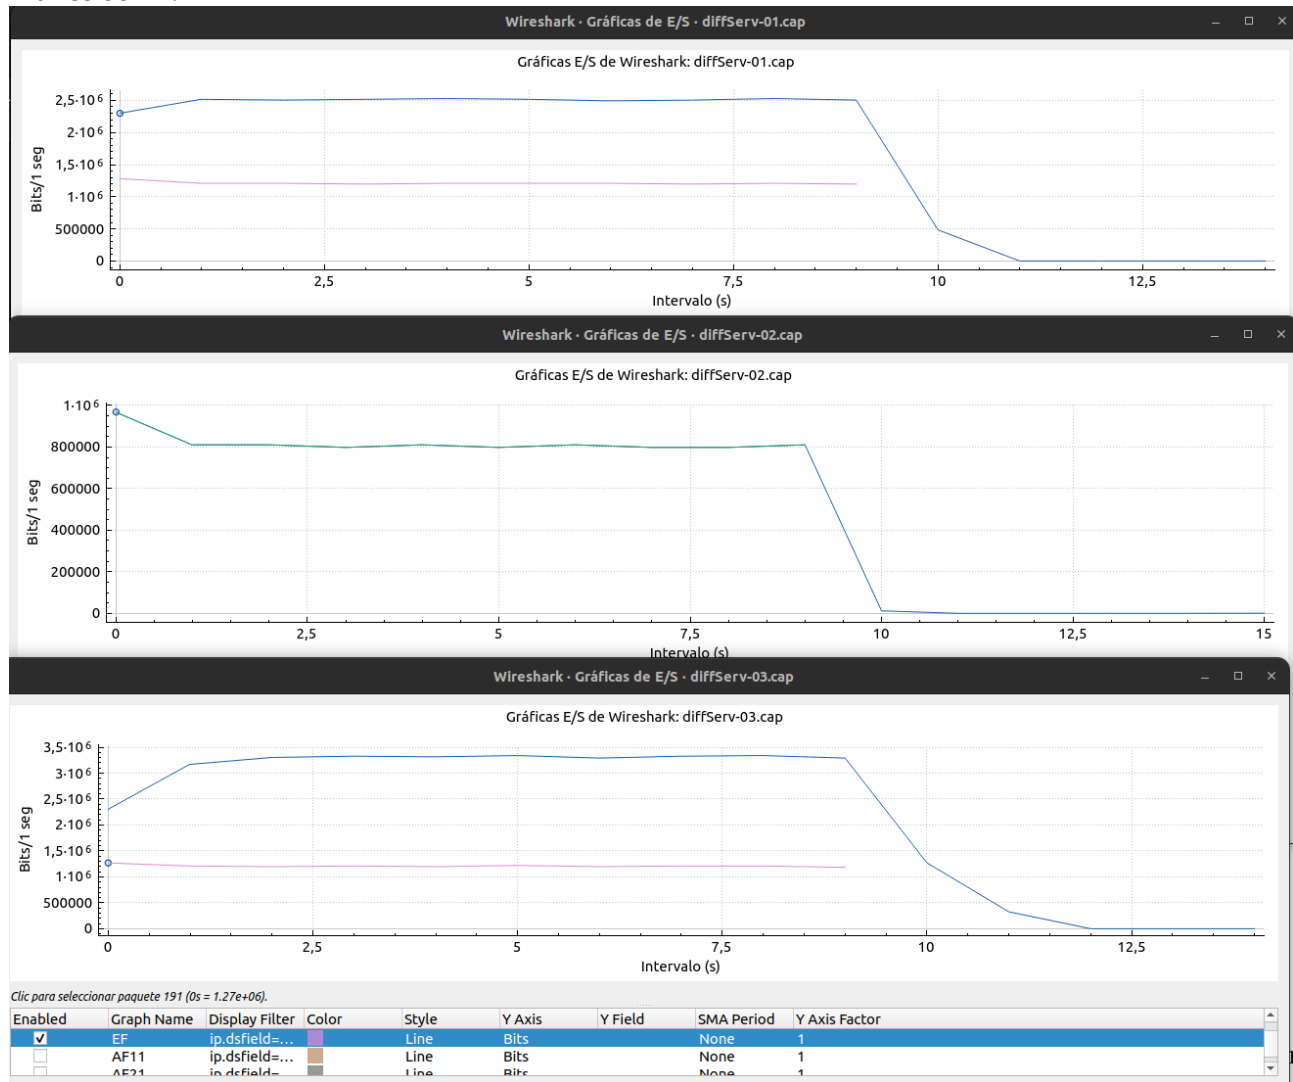 Wireshark · Gráficas de E/S · diffServ-01.cap
Gráficas E/S de Wireshark: diffServ-01.cap
2,5·10⁶
2·10⁶
1,5·10⁶
1·10⁶
500000
0
Bits/1 seg
0 2,5 5 7,5 10 12,5
Intervalo (s)
Wireshark · Gráficas de E/S · diffServ-02.cap
Gráficas E/S de Wireshark: diffServ-02.cap
1·10⁶
800000
600000
400000
200000
0
Bits/1 seg
0 2,5 5 7,5 10 12,5 15
Intervalo (s)
Wireshark · Gráficas de E/S · diffServ-03.cap
Gráficas E/S de Wireshark: diffServ-03.cap
3,5·10⁶
3·10⁶
2,5·10⁶
2·10⁶
1,5·10⁶
1·10⁶
500000
0
Bits/1 seg
0 2,5 5 7,5 10 12,5
Intervalo (s)
Clic para seleccionar paquete 191 (0s = 1.27e+06).
Enabled Graph Name Display Filter Color Style Y Axis Y Field SMA Period Y Axis Factor
EF ip.dsfield=... Line Bits None 1
AF11 ip.dsfield=... Line Bits None 1
AF21 ip.dsfield= Line Bits None 1